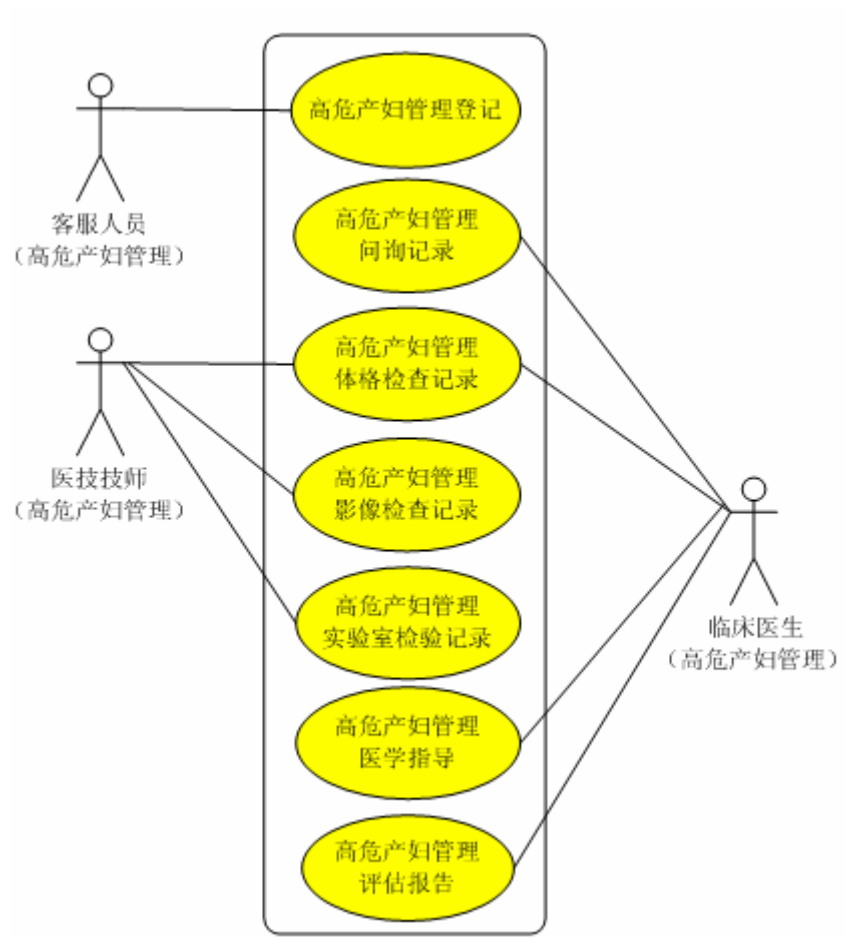 高危产妇管理登记
客服人员
（高危产妇管理）
高危产妇管理
问询记录
高危产妇管理
体格检查记录
医技技师
（高危产妇管理）
高危产妇管理
影像检查记录
高危产妇管理
实验室检验记录
临床医生
（高危产妇管理）
高危产妇管理
医学指导
高危产妇管理
评估报告